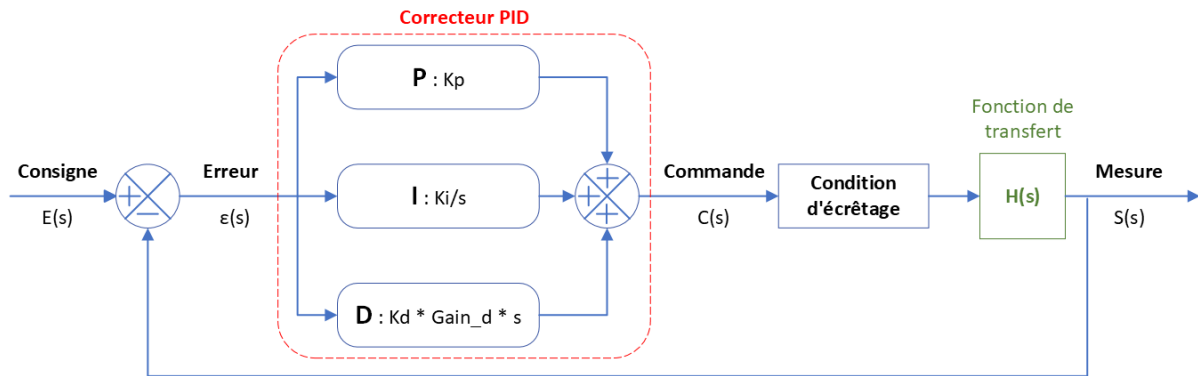 Correcteur PID
P : Kp
Fonction de
transfert
Consigne
Erreur
I : Ki/s
Commande
Condition
d'écrêtage
H(s)
Mesure
E(s)
ε(s)
C(s)
S(s)
D : Kd * Gain_d * s